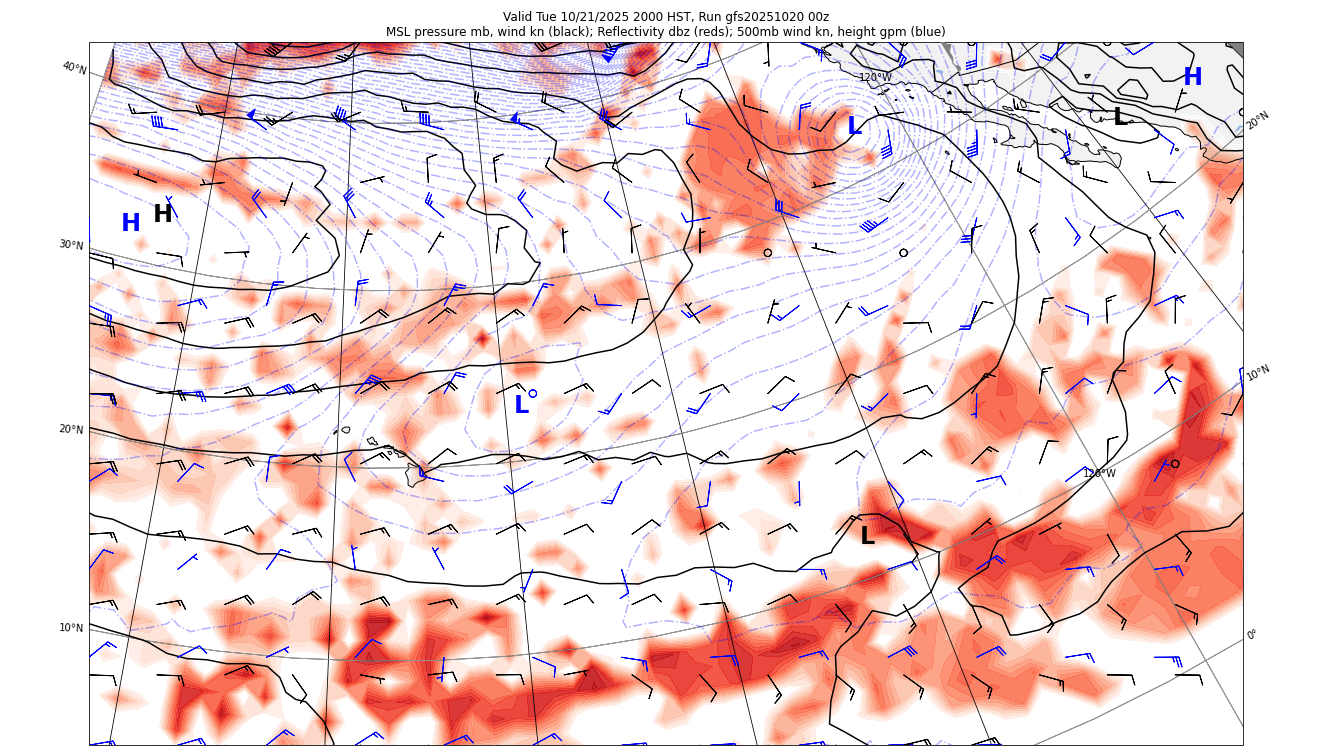 Valid Tue 10/21/2025 2000 HST, Run gfs20251020 00z
MSL pressure mb, wind kn (black); Reflectivity dbz (reds); 500mb wind kn, height gpm (blue)
40°N
120°W
H
L
L
20°N
H
H
30°N
10°N
L
20°N
120°W
L
10°N
0°